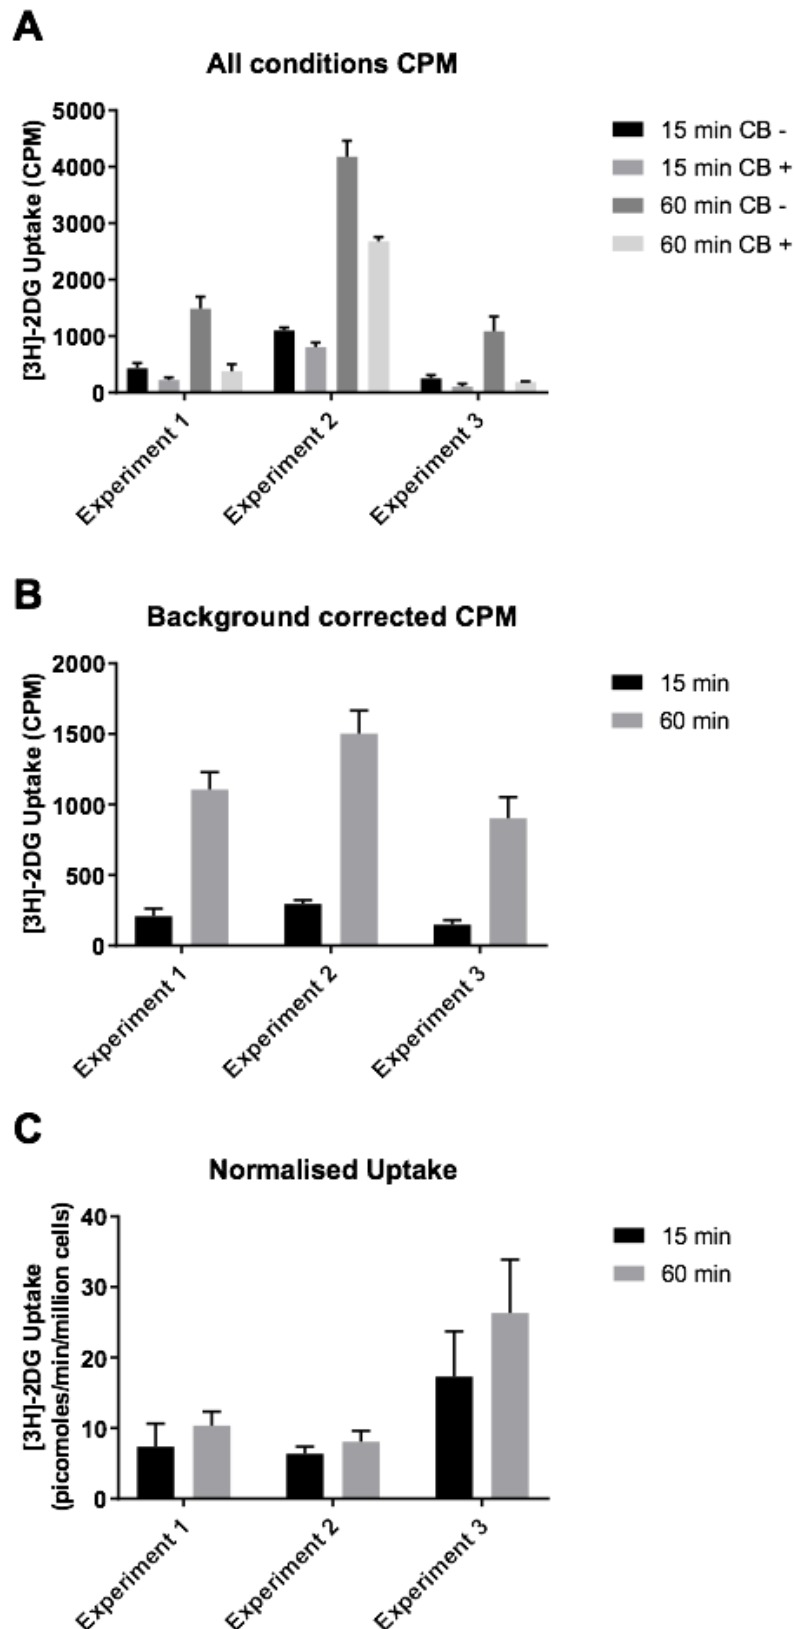 A
All conditions CPM
[3H]-2DG Uptake (CPM)
5000
4000
3000
2000
1000
0
Experiment 1
Experiment 2
Experiment 3
15 min CB -
15 min CB +
60 min CB -
60 min CB +
B
Background corrected CPM
[3H]-2DG Uptake (CPM)
2000
1500
1000
500
0
Experiment 1
Experiment 2
Experiment 3
15 min
60 min
C
Normalised Uptake
[3H]-2DG Uptake
(picomoles/min/million cells)
40
30
20
10
0
Experiment 1
Experiment 2
Experiment 3
15 min
60 min